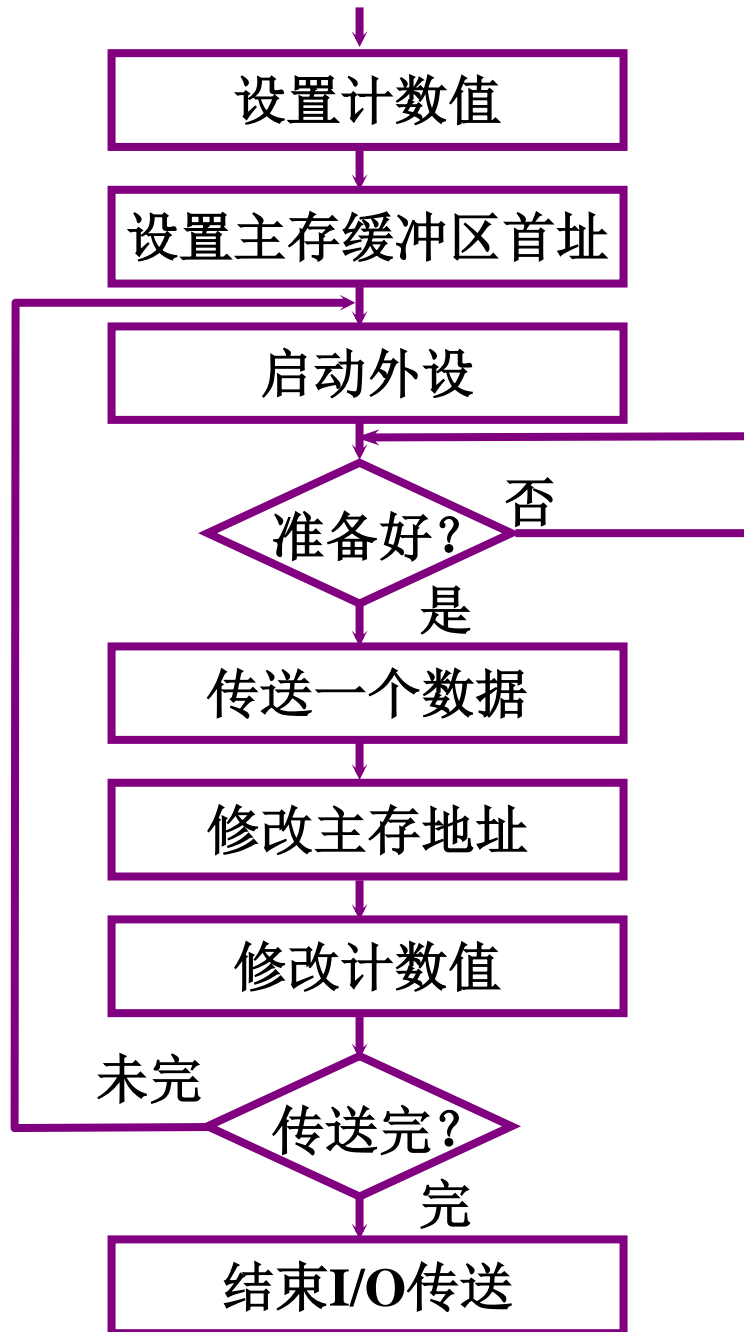 设置计数值
设置主存缓冲区首址
启动外设
准备好？
否
是
传送一个数据
修改主存地址
修改计数值
未完
传送完？
完
结束I/O传送